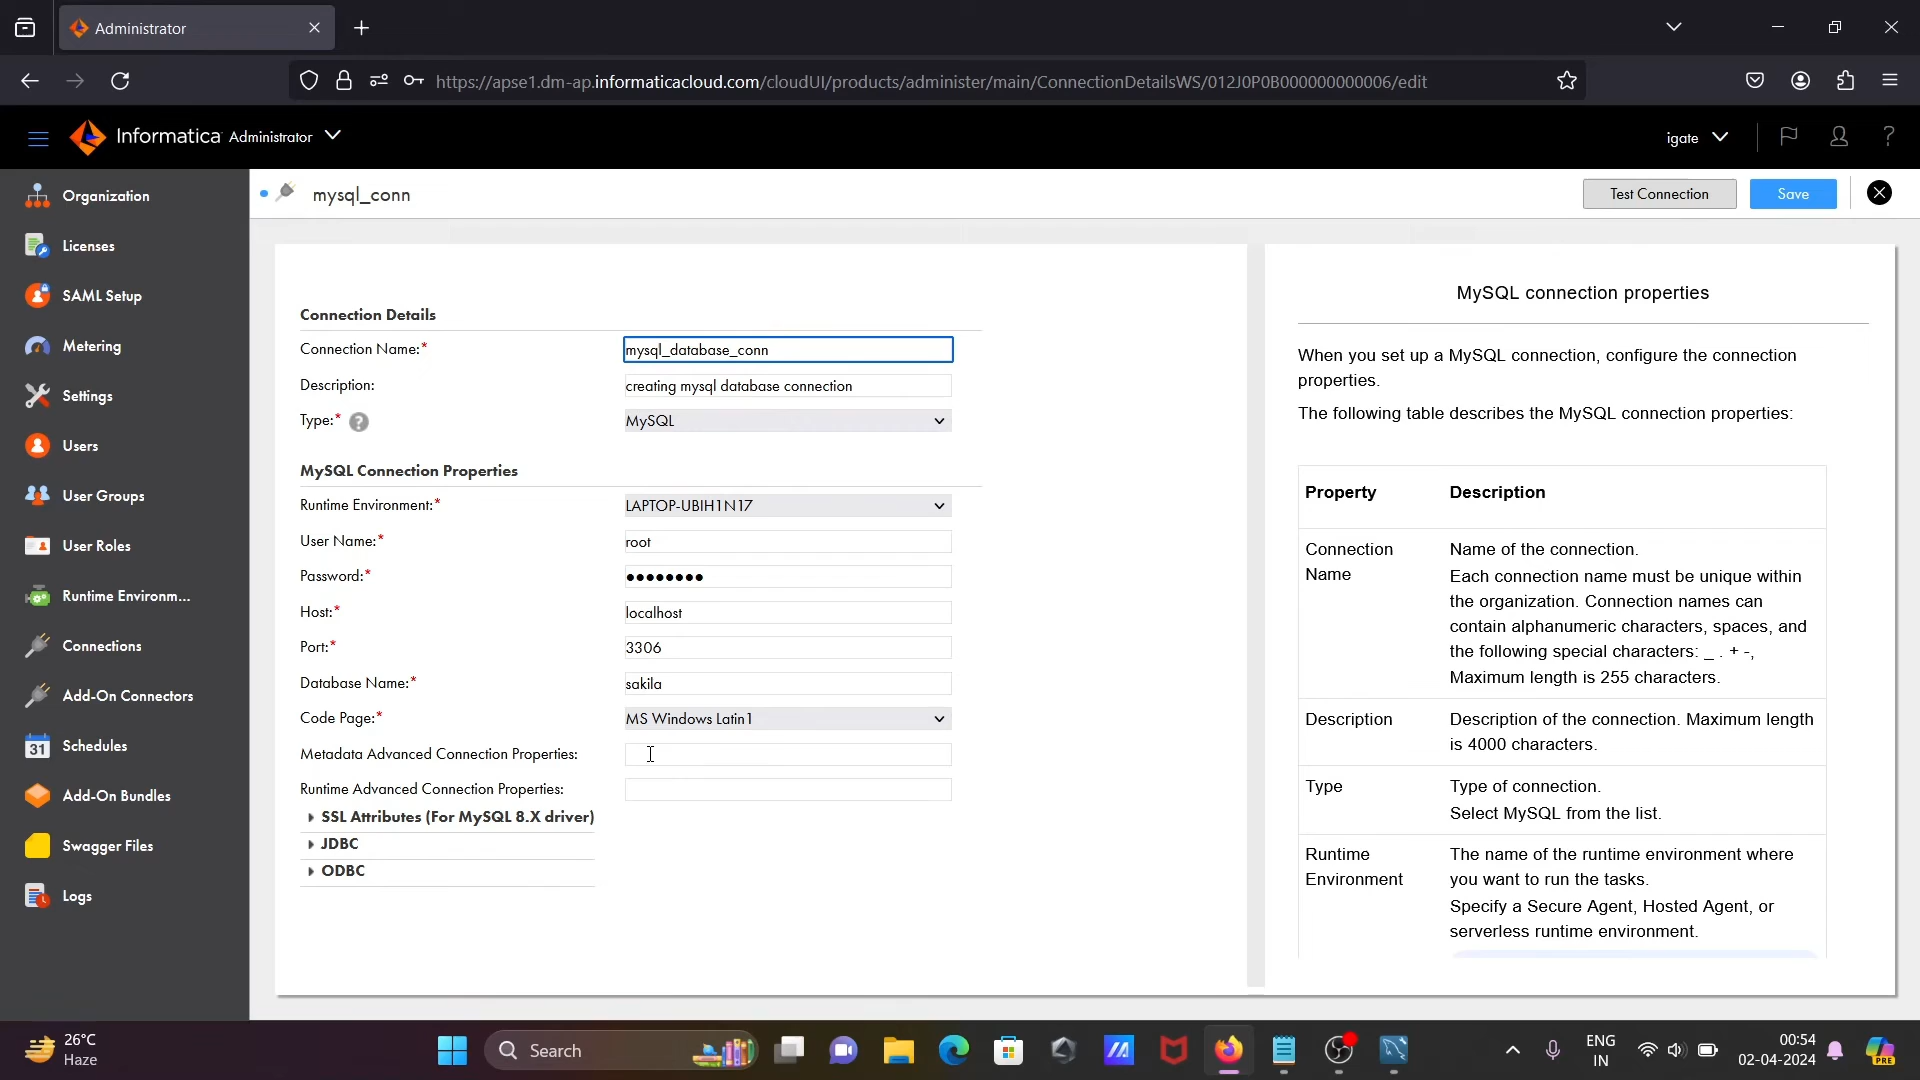 Administrator
https://apse1.dm-ap.informaticacloud.com/cloudUI/products/administer/main/ConnectionDetailsWS/012J0P0B000000000006/edit
Informatica Administrator
igate
Organization
Licenses
SAML Setup
Metering
Settings
Users
User Groups
User Roles
Runtime Environm...
Connections
Add-On Connectors
31 Schedules
Add-On Bundles
Swagger Files
Logs
mysql_conn
Test Connection
Save
Connection Details
Connection Name:* mysql_database_conn
Description: creating mysql database connection
Type:* ? MySQL
MySQL Connection Properties
Runtime Environment:* LAPTOP-UBIH1N17
User Name:* root
Password:* ●●●●●●●●
Host:* localhost
Port:* 3306
Database Name:* sakila
Code Page:* MS Windows Latin1
Metadata Advanced Connection Properties:
Runtime Advanced Connection Properties:
SSL Attributes (For MySQL 8.X driver)
JDBC
ODBC
MySQL connection properties
When you set up a MySQL connection, configure the connection
properties.
The following table describes the MySQL connection properties:
Property Description
Connection Name
Name of the connection.
Each connection name must be unique within
the organization. Connection names can
contain alphanumeric characters, spaces, and
the following special characters: _ . + -,
Maximum length is 255 characters.
Description
Description of the connection. Maximum length
is 4000 characters.
Type
Type of connection.
Select MySQL from the list.
Runtime Environment
The name of the runtime environment where
you want to run the tasks.
Specify a Secure Agent, Hosted Agent, or
serverless runtime environment.
26°C
Haze
Search
ENG
IN
00:54
02-04-2024
PRE